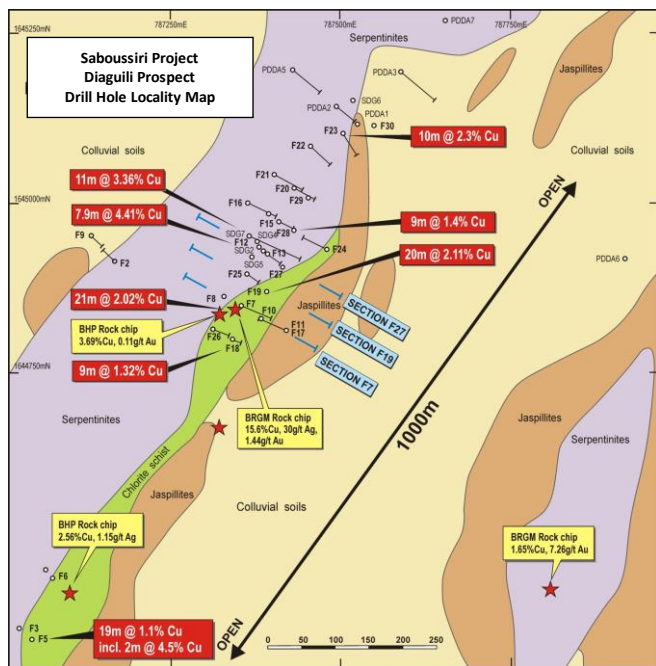 787250mE
787500mE
787750mE
1645250mN
Saboussiri Project
Diaguili Prospect
Drill Hole Locality Map
PDDA7
Serpentinites
Jaspillites
PDDA5
PDDA3
SDG6
PDDA2
PDDA1
F30
F23
10m @ 2.3% Cu
F22
Colluvial soils
Colluvial soils
11m @ 3.36% Cu
F21
F20
F29
OPEN
1645000mN
F16
7.9m @ 4.41% Cu
F15
F28
9m @ 1.4% Cu
F9
F2
SDG7
SDG4
F12
SDG2
F13
SDG5
F24
F27
20m @ 2.11% Cu
PDDA6
F25
F19
21m @ 2.02% Cu
F8
F7
Jaspillites
SECTION F27
BHP Rock chip
3.69%Cu, 0.11g/t Au
F10
F11
F17
SECTION F19
F26
F18
SECTION F7
9m @ 1.32% Cu
1644750mN
Serpentinites
BRGM Rock chip
15.6%Cu, 30g/t Ag,
1.44g/t Au
1000m
Jaspillites
Serpentinites
Chlorite schist
Jaspillites
Colluvial soils
BHP Rock chip
2.56%Cu, 1.15g/t Ag
BRGM Rock chip
1.65%Cu, 7.26g/t Au
F6
F3
F5
19m @ 1.1% Cu
incl. 2m @ 4.5% Cu
OPEN
0 50 100 150 200 250